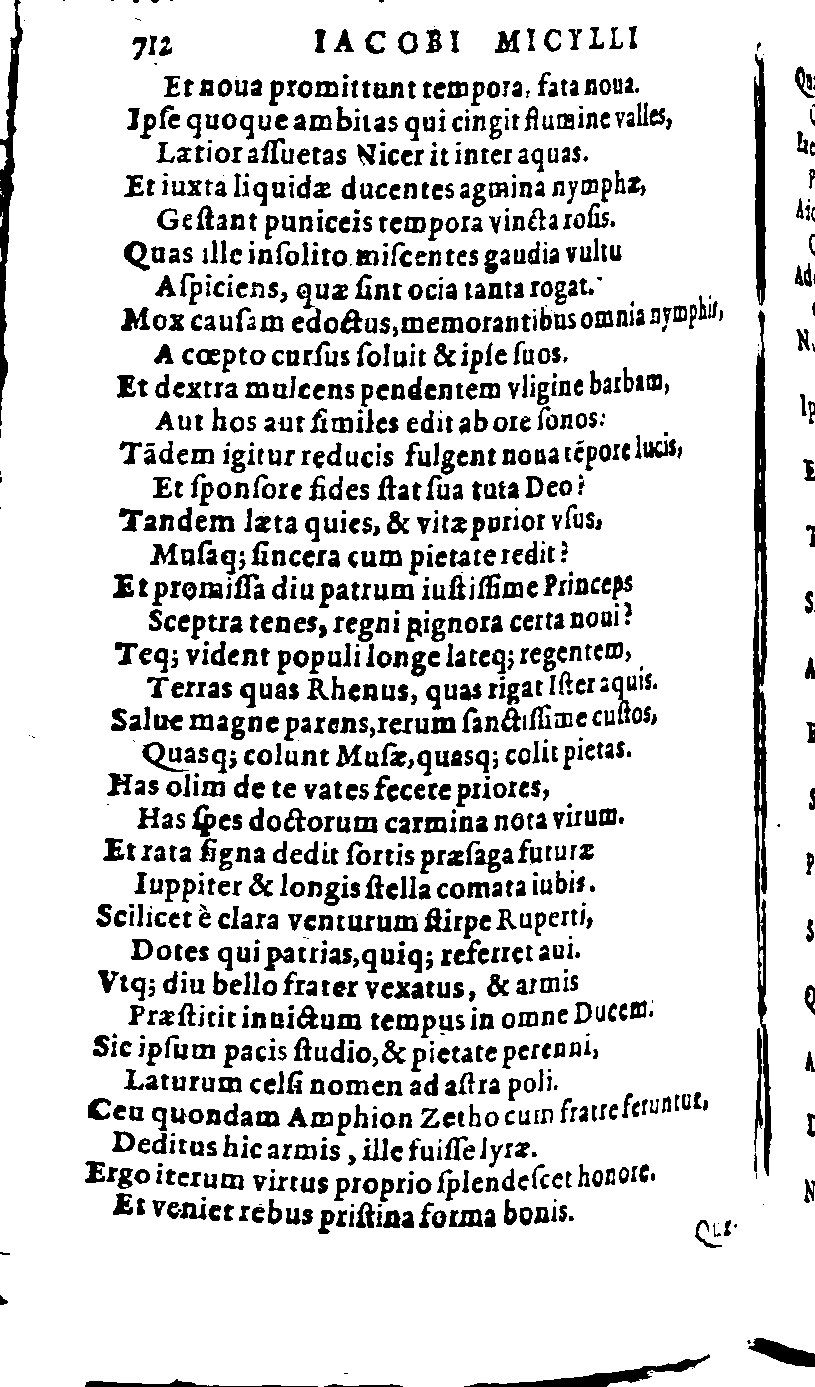 712 IACOBI MICYLLI
Et noua promittunt tempora, fata noua.
Ipſe quoque ambitas qui cingit flumine valles,
Lætior aſſuetas Nicer it inter aquas.
Et iuxta liquidæ ducentes agmina nymphæ,
Geſtant puniceis tempora vincta roſis.
Quas ille inſolito miſcentes gaudia vultu
Aſpiciens, quæ ſint ocia tanta rogat.
Mox cauſam edoctus, memorantibus omnia nymphis,
A cœpto curſus ſoluit & ipſe ſuos.
Et dextra mulcens pendentem vligine barbam,
Aut hos aut ſimiles edit ab ore ſonos:
Tādem igitur reducis fulgent noua tēpore lucis,
Et ſponſore fides ſtat ſua tuta Deo?
Tandem læta quies, & vitæ purior vſus,
Muſaq; ſincera cum pietate redit?
Et promiſſa diu patrum iuſtiſſime Princeps
Sceptra tenes, regni pignora certa noui?
Teq; vident populi longe lateq; regentem,
Terras quas Rhenus, quas rigat Iſter aquis.
Salue magne parens, rerum ſanctiſſime cuſtos,
Quasq; colunt Muſæ, quasq; colit pietas.
Has olim de te vates fecere priores,
Has ſpes doctorum carmina nota virum.
Et rata ſigna dedit ſortis præſaga futuræ
Iuppiter & longis ſtella comata iubis.
Scilicet è clara venturum ſtirpe Ruperti,
Dotes qui patrias, quiq; referret aui.
Vtq; diu bello frater vexatus, & armis
Præſtitit inuictum tempus in omne Ducem:
Sic ipſum pacis ſtudio, & pietate perenni,
Laturum celſi nomen ad aſtra poli.
Ceu quondam Amphion Zetho cum fratre feruntur,
Deditus hic armis, ille fuiſſe lyræ.
Ergo iterum virtus proprio ſplendeſcet honore.
Et veniet rebus priſtina forma bonis.